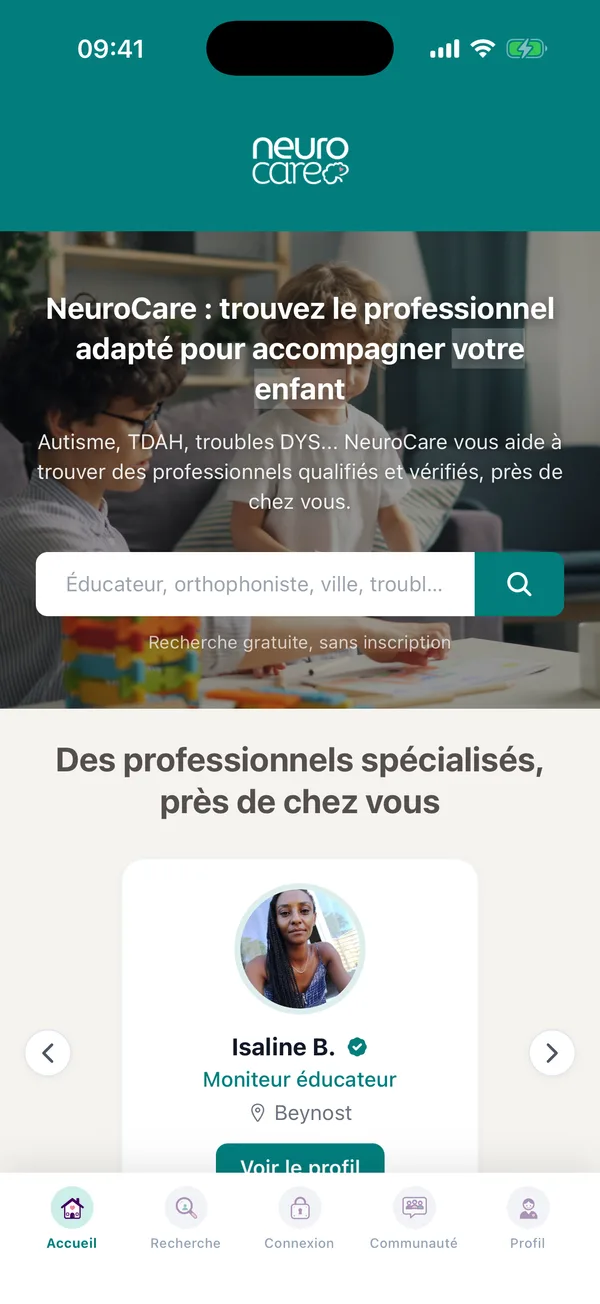 09:41
neuro
care
NeuroCare : trouvez le professionnel
adapté pour accompagner votre
enfant
Autisme, TDAH, troubles DYS... NeuroCare vous aide à
trouver des professionnels qualifiés et vérifiés, près de
chez vous.
Éducateur, orthophoniste, ville, troubl...
Recherche gratuite, sans inscription
Des professionnels spécialisés,
près de chez vous
Isaline B.
Moniteur éducateur
Beynost
Voir le profil
Accueil
Recherche
Connexion
Communauté
Profil